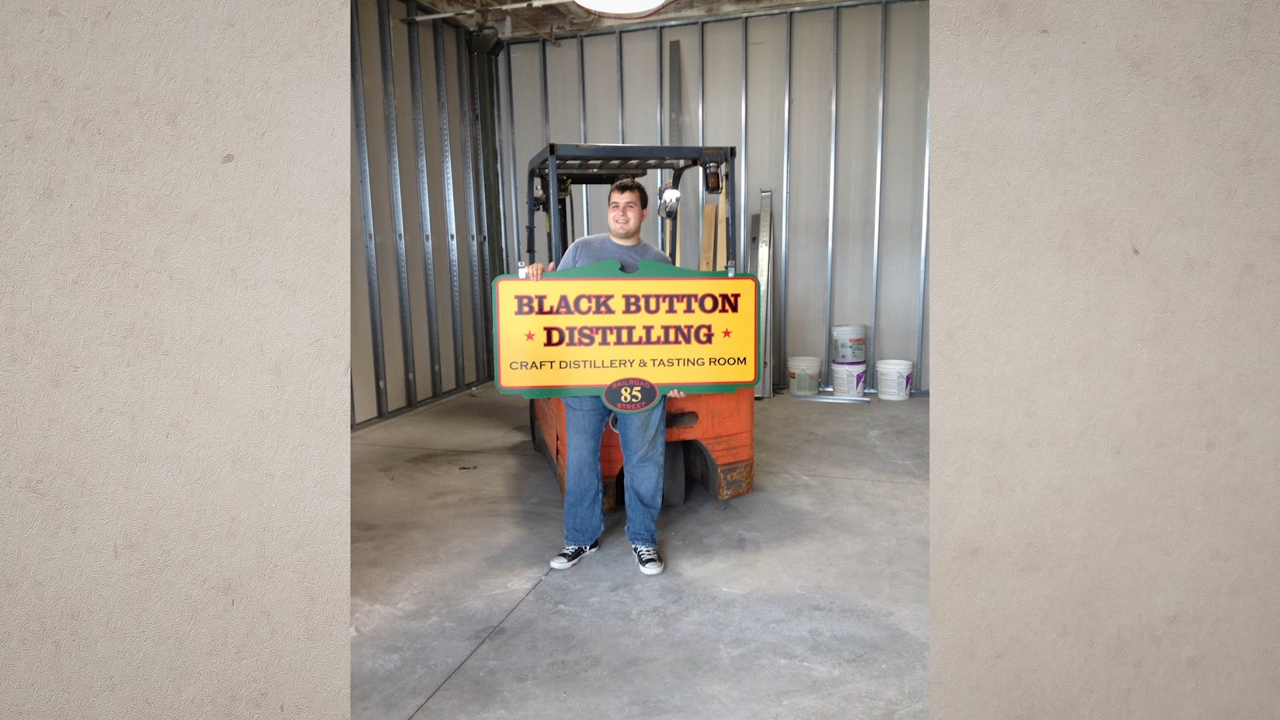 BLACK BUTTON
DISTILLING
CRAFT DISTILLERY & TASTING ROOM
RAILROAD
85
STREET